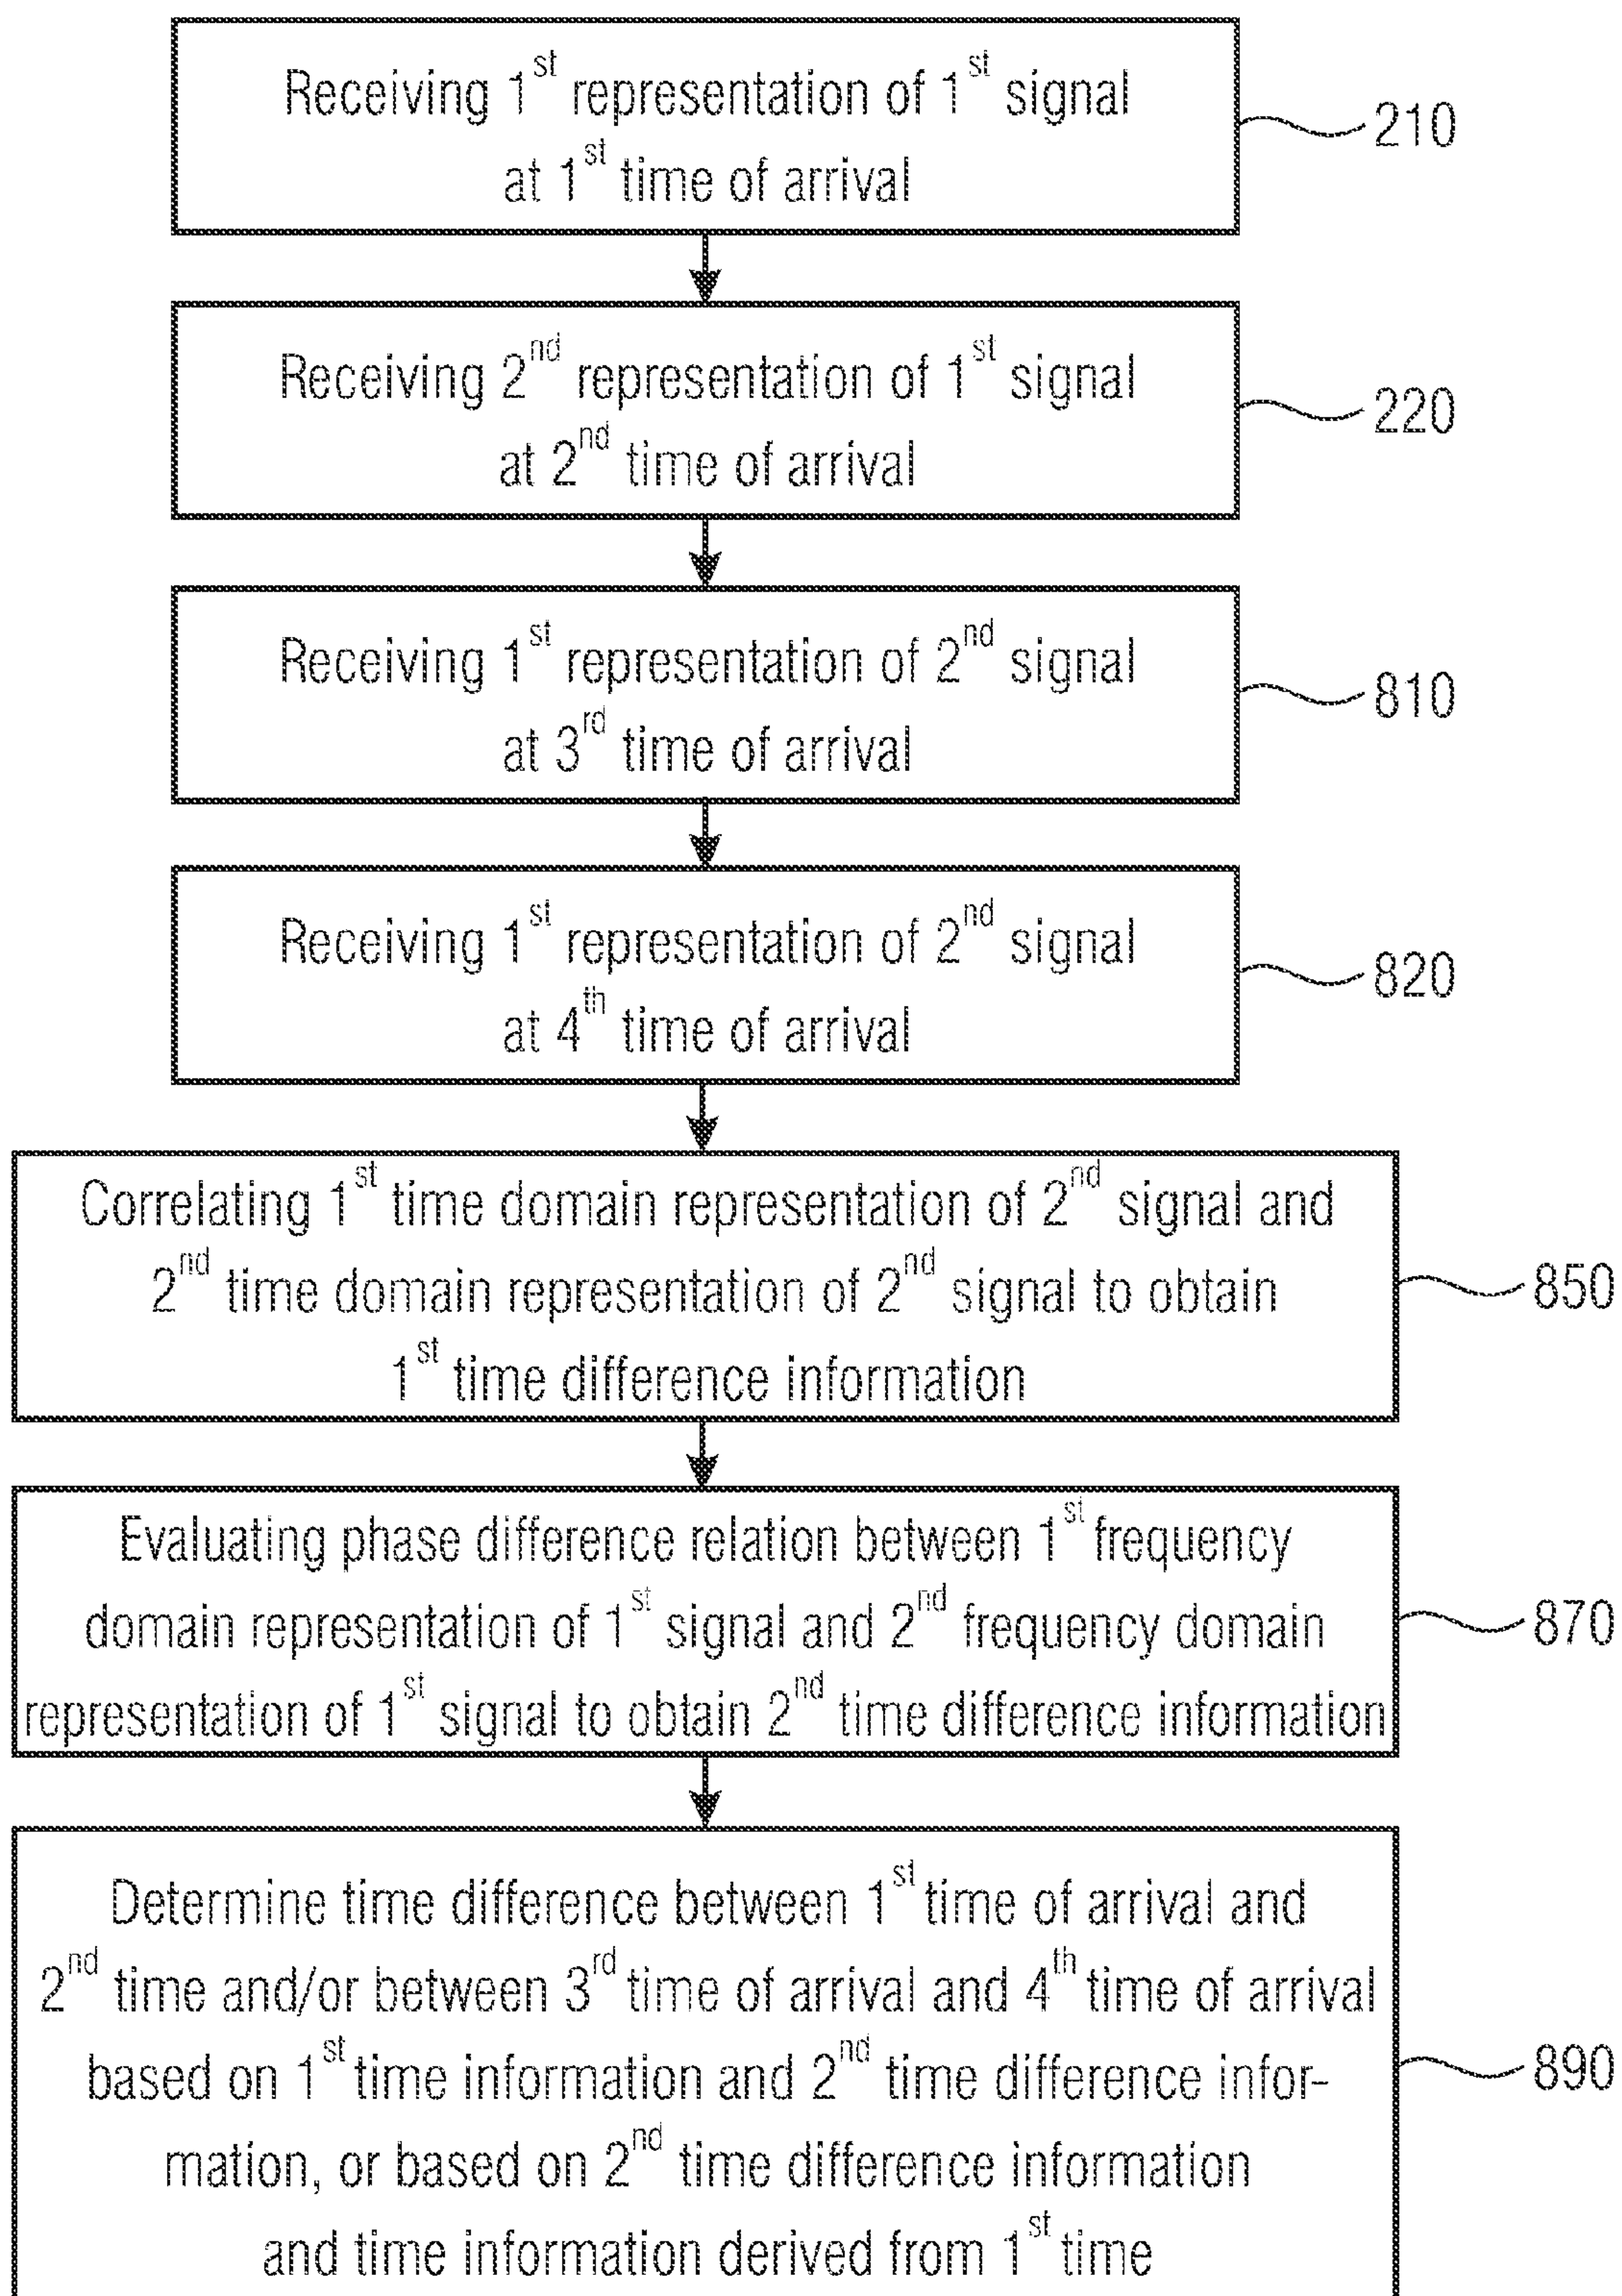 Receiving 1st representation of 1st signal
at 1st time of arrival
210
Receiving 2nd representation of 1st signal
at 2nd time of arrival
220
Receiving 1st representation of 2nd signal
at 3rd time of arrival
810
Receiving 1st representation of 2nd signal
at 4th time of arrival
820
Correlating 1st time domain representation of 2nd signal and
2nd time domain representation of 2nd signal to obtain
1st time difference information
850
Evaluating phase difference relation between 1st frequency
domain representation of 1st signal and 2nd frequency domain
representation of 1st signal to obtain 2nd time difference information
870
Determine time difference between 1st time of arrival and
2nd time and/or between 3rd time of arrival and 4th time of arrival
based on 1st time information and 2nd time difference infor-
mation, or based on 2nd time difference information
and time information derived from 1st time
890